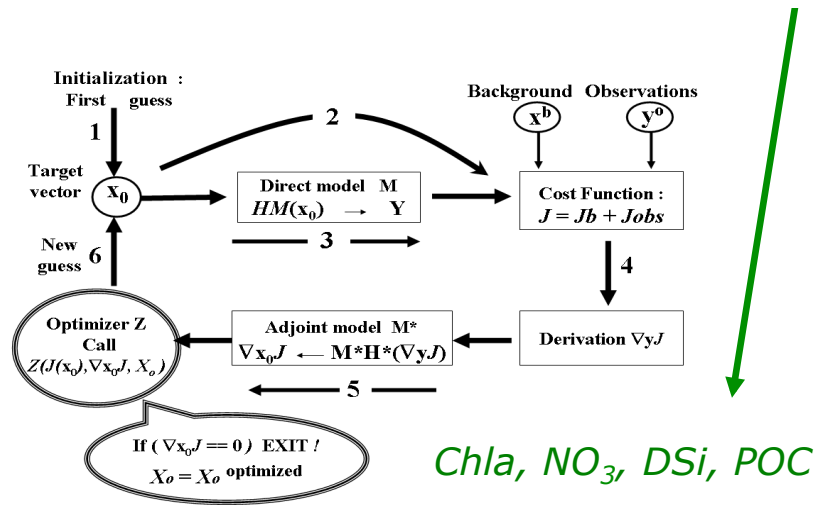 Initialization :
First guess
1
2
Background Observations
xᵇ
yᵒ
Target
vector
x₀
Direct model M
HM(x₀) → Y
3
Cost Function :
J = Jb + Jobs
4
New
guess
6
Optimizer Z
Call
Z(J(x₀),∇x₀J, Xₒ )
Adjoint model M*
∇x₀J ← M*H*(∇yJ)
5
Derivation ∇yJ
If ( ∇x₀J == 0 ) EXIT !
Xₒ = Xₒ optimized
Chla, NO₃, DSi, POC